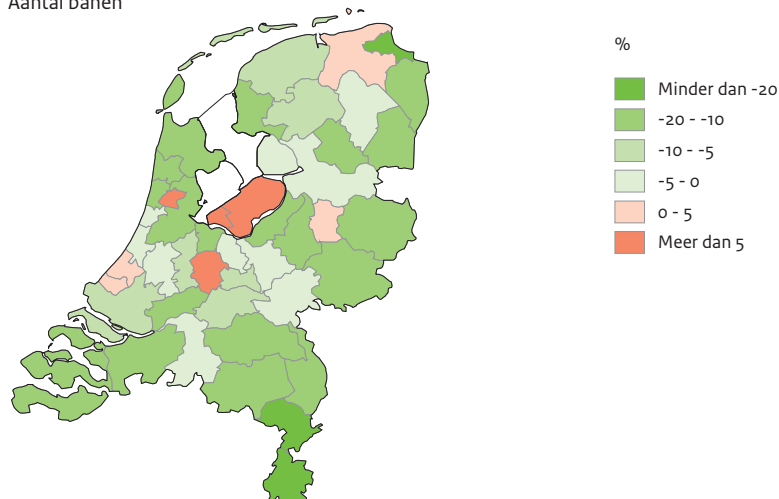 Aantal banen
%
Minder dan -20
-20 - -10
-10 - -5
-5 - 0
0 - 5
Meer dan 5